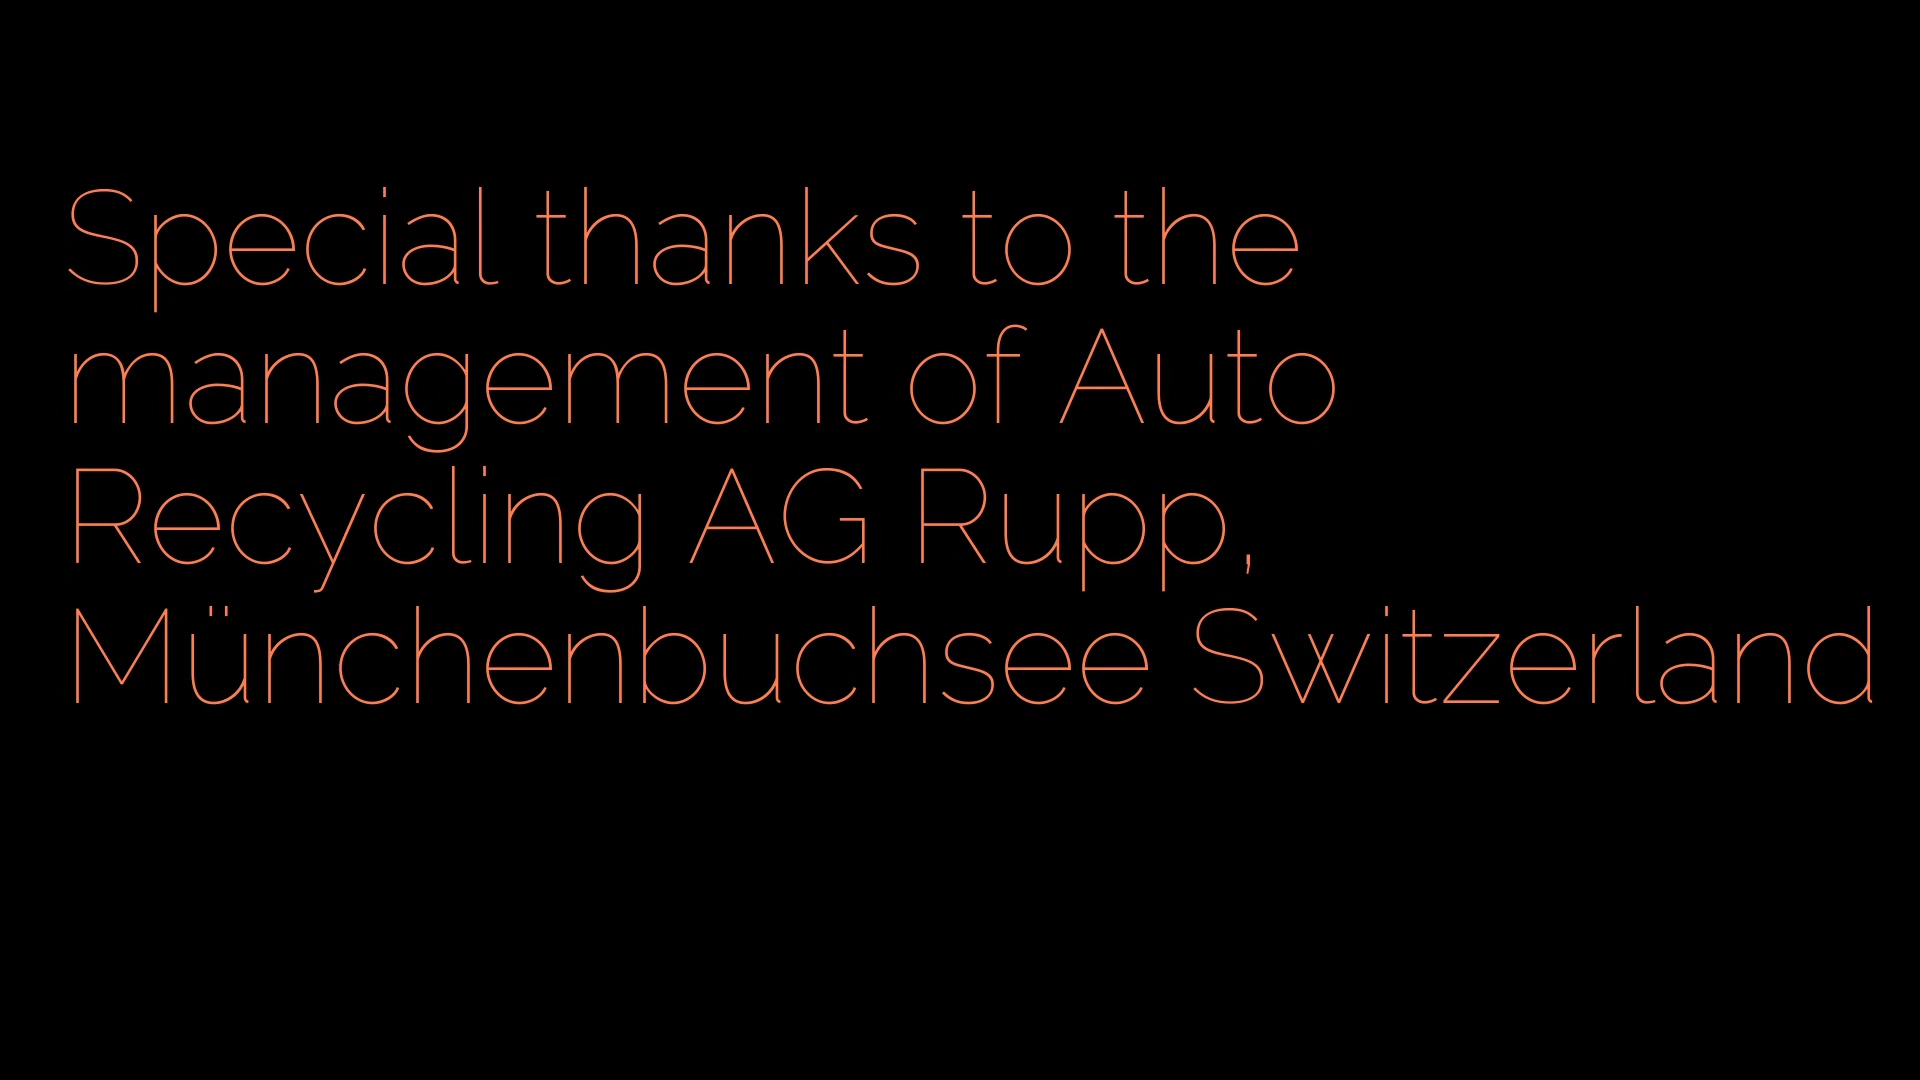 Special thanks to the
management of Auto
Recycling AG Rupp,
Münchenbuchsee Switzerland